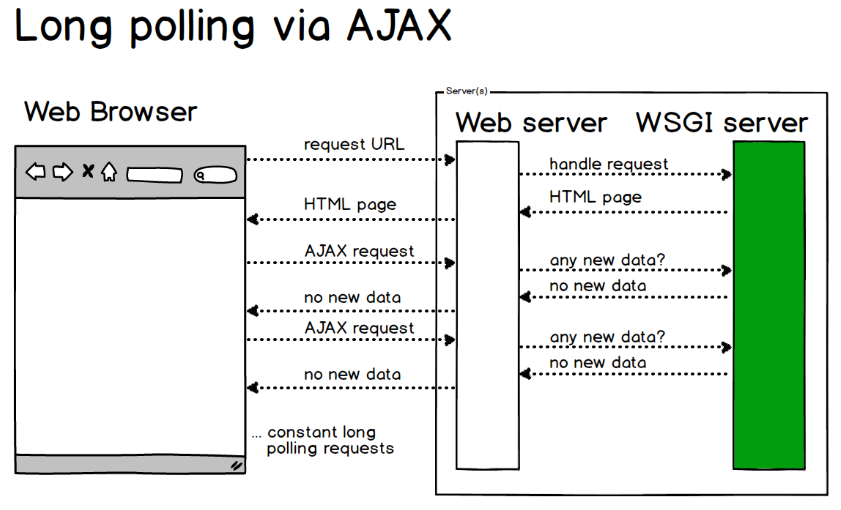 Long polling via AJAX
Server(s)
Web Browser
Web server
WSGI server
request URL
handle request
HTML page
HTML page
AJAX request
any new data?
no new data
no new data
AJAX request
any new data?
no new data
no new data
... constant long
polling requests